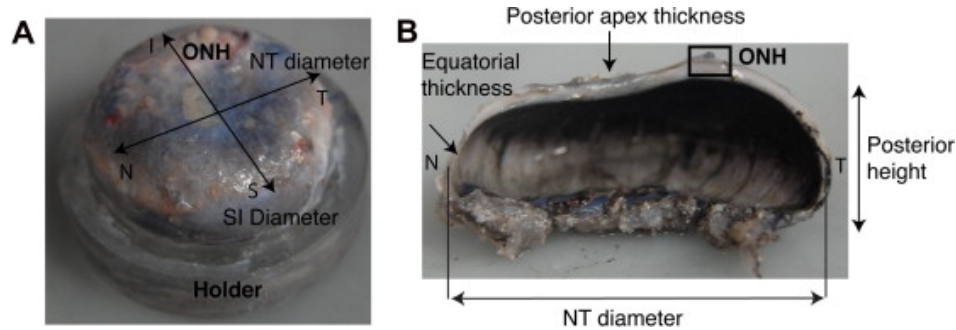 A
I
ONH
NT diameter
T
N
S
SI Diameter
Holder
B
Posterior apex thickness
ONH
Equatorial
thickness
N
T
Posterior
height
NT diameter